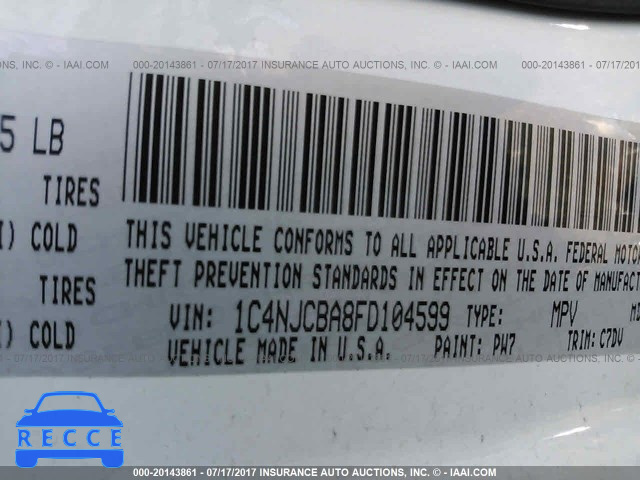 000-20143861 - 07/17/2017 INSURANCE AUTO AUCTIONS, INC. - © IAAI.COM
5 LB
TIRES
) COLD
TIRES
) COLD
THIS VEHICLE CONFORMS TO ALL APPLICABLE U.S.A. FEDERAL MOTOR
THEFT PREVENTION STANDARDS IN EFFECT ON THE DATE OF MANUFACT
VIN: 1C4NJCBA8FD104599 TYPE: MPV
VEHICLE MADE IN U.S.A. PAINT: PW7 TRIM: C7DV
RECCE
000-20143861 - 07/17/2017 INSURANCE AUTO AUCTIONS, INC. - © IAAI.COM